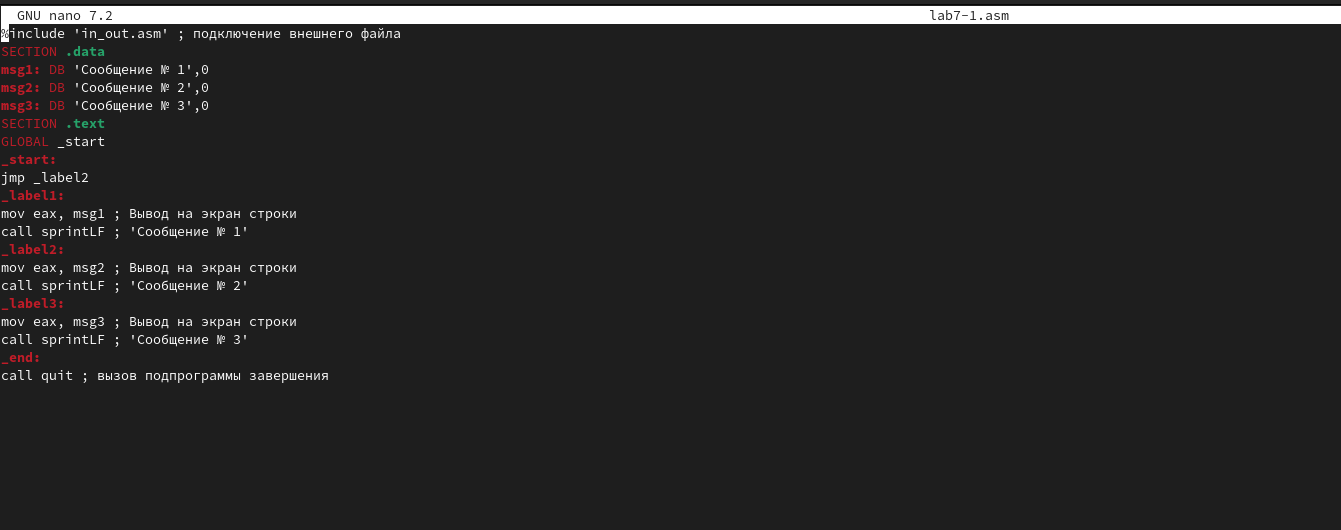 GNU nano 7.2 lab7-1.asm
%include 'in_out.asm' ; подключение внешнего файла
SECTION .data
msg1: DB 'Сообщение № 1',0
msg2: DB 'Сообщение № 2',0
msg3: DB 'Сообщение № 3',0
SECTION .text
GLOBAL _start
_start:
jmp _label2
_label1:
mov eax, msg1 ; Вывод на экран строки
call sprintLF ; 'Сообщение № 1'
_label2:
mov eax, msg2 ; Вывод на экран строки
call sprintLF ; 'Сообщение № 2'
_label3:
mov eax, msg3 ; Вывод на экран строки
call sprintLF ; 'Сообщение № 3'
_end:
call quit ; вызов подпрограммы завершения